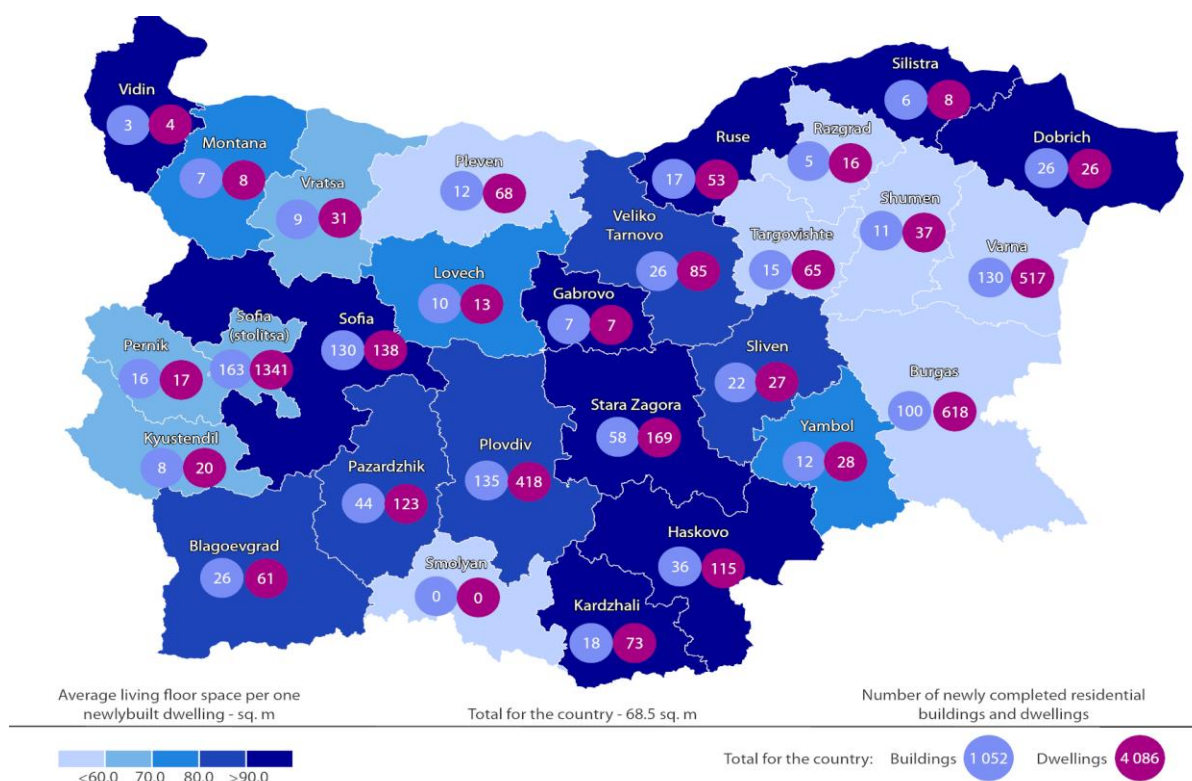 Vidin
3 4
Montana
7 8
Vratsa
9 31
Pleven
12 68
Ruse
17 53
Silistra
6 8
Razgrad
5 16
Dobrich
26 26
Shumen
11 37
Varna
130 517
Targovishte
15 65
Veliko
Tarnovo
26 85
Lovech
10 13
Gabrovo
7 7
Sofia
(stolitsa)
163 1341
Sofia
130 138
Pernik
16 17
Kyustendil
8 20
Sliven
22 27
Burgas
100 618
Stara Zagora
58 169
Yambol
12 28
Plovdiv
135 418
Pazardzhik
44 123
Blagoevgrad
26 61
Smolyan
0 0
Haskovo
36 115
Kardzhali
18 73
Average living floor space per one
newlybuilt dwelling - sq. m
Total for the country - 68.5 sq. m
Number of newly completed residential
buildings and dwellings
<60.0 70.0 80.0 >90.0
Total for the country: Buildings 1 052 Dwellings 4 086